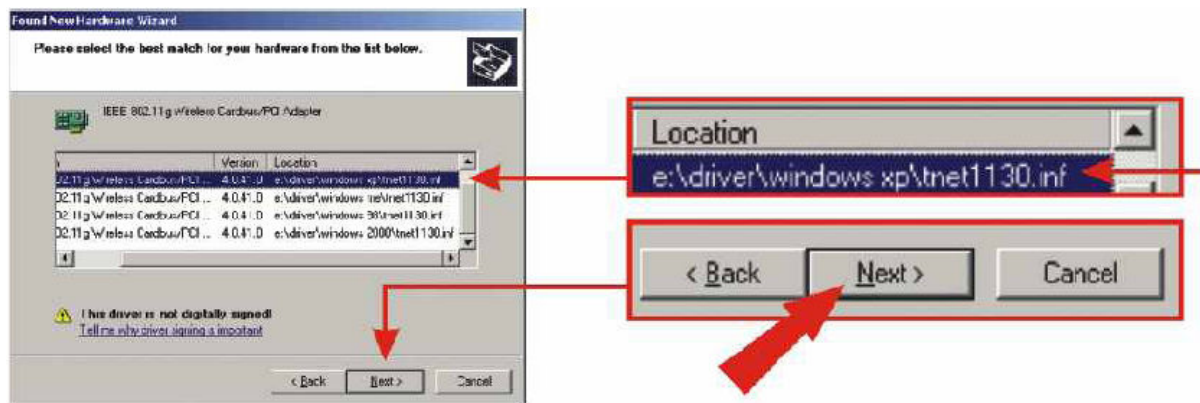 Found New Hardware Wizard
Please select the best match for your hardware from the list below.
IEEE 802.11g Wireless Cardbus/PCI Adapter
Version Location
02.11g Wireless Cardbus/PCI ... 4.0.41.0 e:\driver\windows xp\tnet1130.inf
02.11g Wireless Cardbus/PCI ... 4.0.41.0 e:\driver\windows me\tnet1130.inf
02.11g Wireless Cardbus/PCI ... 4.0.41.0 e:\driver\windows 98\tnet1130.inf
02.11g Wireless Cardbus/PCI ... 4.0.41.0 e:\driver\windows 2000\tnet1130.inf
This driver is not digitally signed!
Tell me why driver signing is important
< Back Next > Cancel
Location
e:\driver\windows xp\tnet1130.inf
< Back Next > Cancel